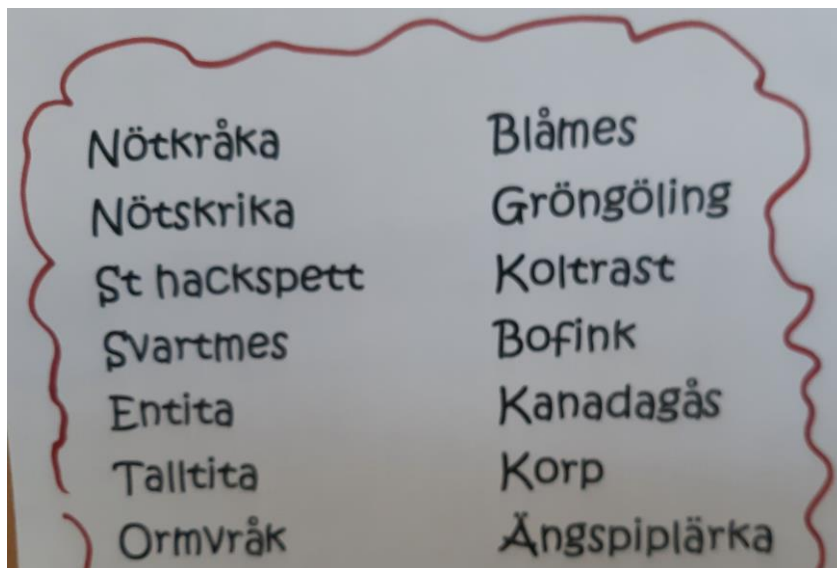 Nötkråka
Nötskrika
St hackspett
Svartmes
Entita
Talltita
Ormvråk
Blåmes
Gröngöling
Koltrast
Bofink
Kanadagås
Korp
Ängspiplärka